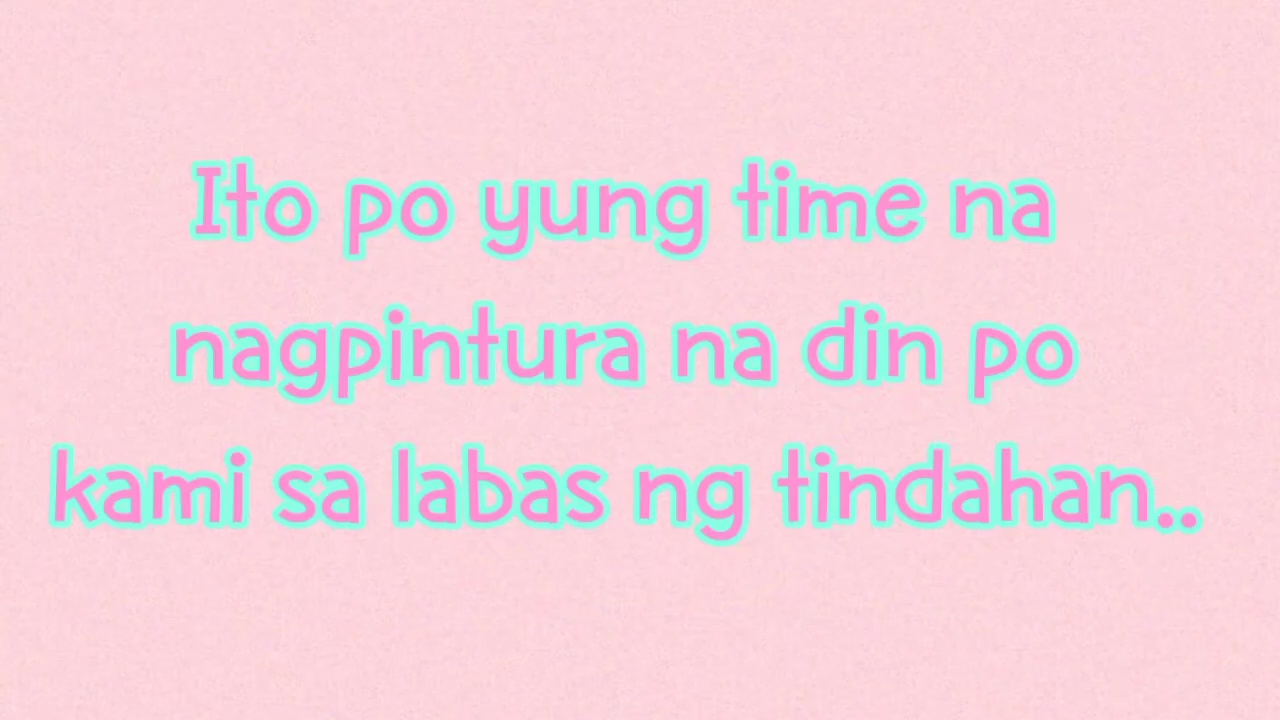 Ito po yung time na
nagpintura na din po
kami sa labas ng tindahan..